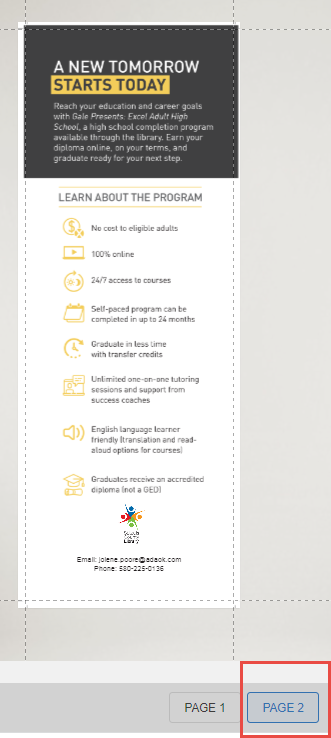 A NEW TOMORROW
STARTS TODAY
Reach your education and career goals
with Gale Presents: Excel Adult High
School, a high school completion program
available through the library. Earn your
diploma online, on your terms, and
graduate ready for your next step.
LEARN ABOUT THE PROGRAM
No cost to eligible adults
100% online
24/7 access to courses
Self-paced program can be
completed in up to 24 months
Graduate in less time
with transfer credits
Unlimited one-on-one tutoring
sessions and support from
success coaches
English language learner
friendly (translation and read-
aloud options for courses)
Graduates receive an accredited
diploma (not a GED)
Library
Email: jolene.poore@adaok.com
Phone: 580-225-0136
PAGE 1
PAGE 2